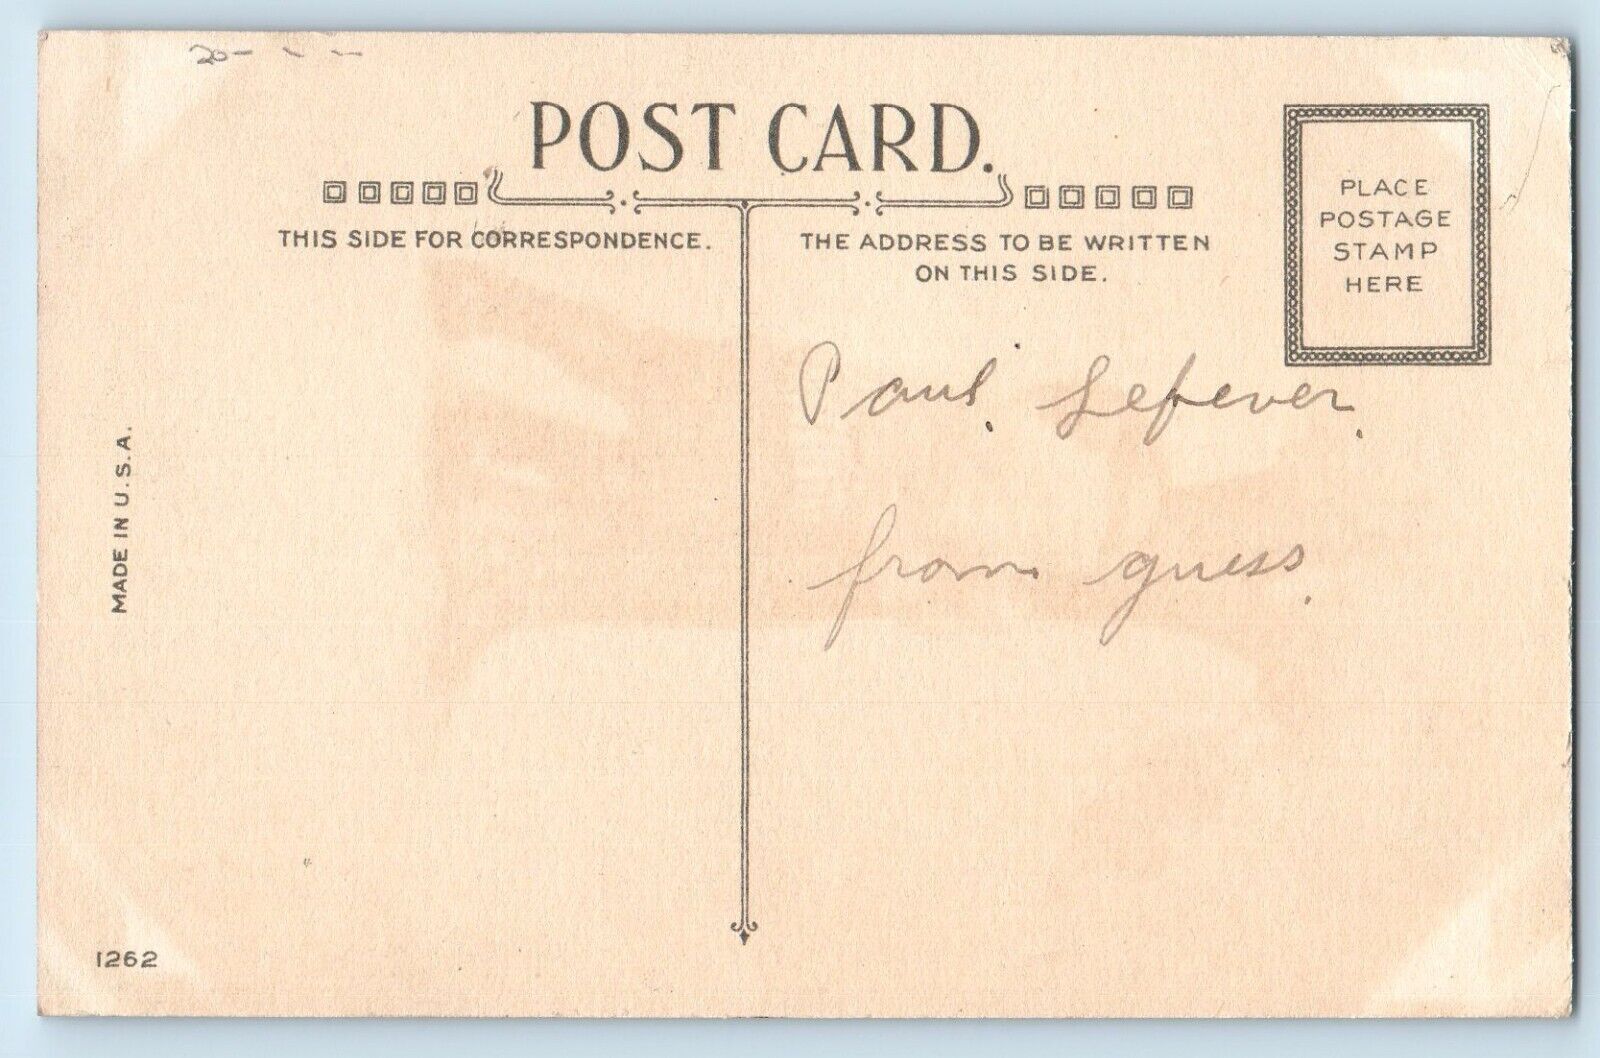 20-
POST CARD.
THIS SIDE FOR CORRESPONDENCE.
THE ADDRESS TO BE WRITTEN
ON THIS SIDE.
PLACE
POSTAGE
STAMP
HERE
Paul. Lefever.
from guess.
MADE IN U.S.A.
1262